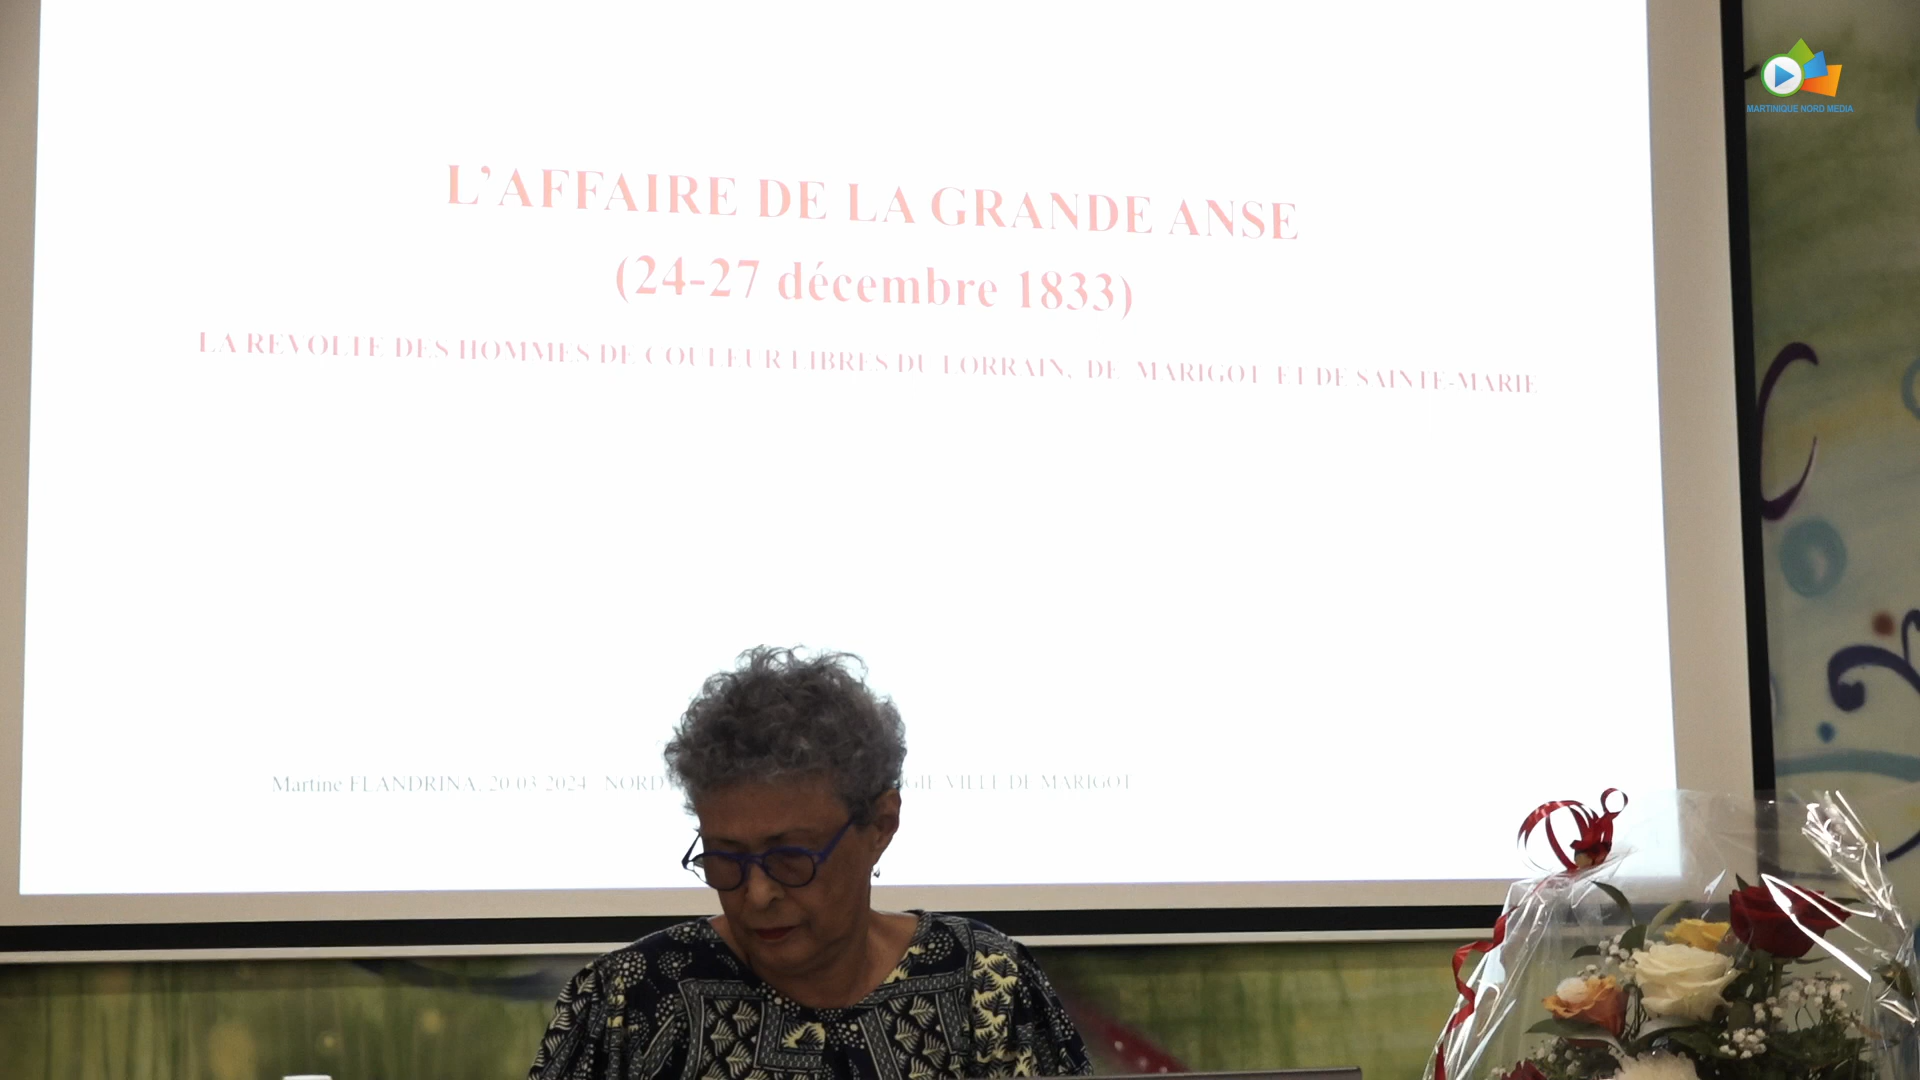 MARTINIQUE NORD MEDIA
L'AFFAIRE DE LA GRANDE ANSE
(24-27 décembre 1833)
LA REVOLTE DES HOMMES DE COULEUR LIBRES DU LORRAIN, DE MARIGOT ET DE SAINTE-MARIE
Martine FLANDRINA, 20 03 2024 NORD VILLE DE MARIGOT